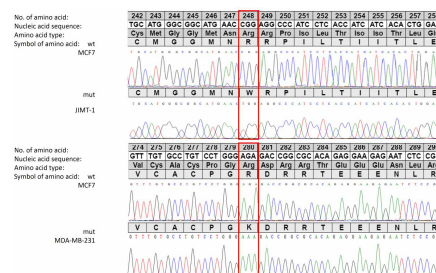 No. of amino acid: 242 243 244 245 246 247 248 249 250 251 252 253 254 255 256 257
Nucleic acid sequence: TGC ATG GGC GGC ATG AAC CGG AGG CCC ATC CTC ACC ATC ATC ACA CTG GA
Amino acid type: Cys Met Gly Gly Met Asn Arg Arg Pro Ile Leu Thr Iso Iso Thr Leu
Symbol of amino acid: wt C M G G M N R R P I L T I I T L E
MCF7
mut C M G G M N W R P I L T I I T L E
JIMT-1
No. of amino acid: 274 275 276 277 278 279 280 281 282 283 284 285 286 287 288 289
Nucleic acid sequence: GTT TGT GCC TGT CCT GGG AGA GAC CGG CGC ACA GAG GAA GAG AAT CTC CG
Amino acid type: Val Cys Ala Cys Pro Gly Arg Asp Arg Arg Thr Glu Glu Glu Asn Leu
Symbol of amino acid: wt V C A C P G R D R R T E E E N L R
MCF7
mut V C A C P G K D R R T E E E N L R
MDA-MB-231